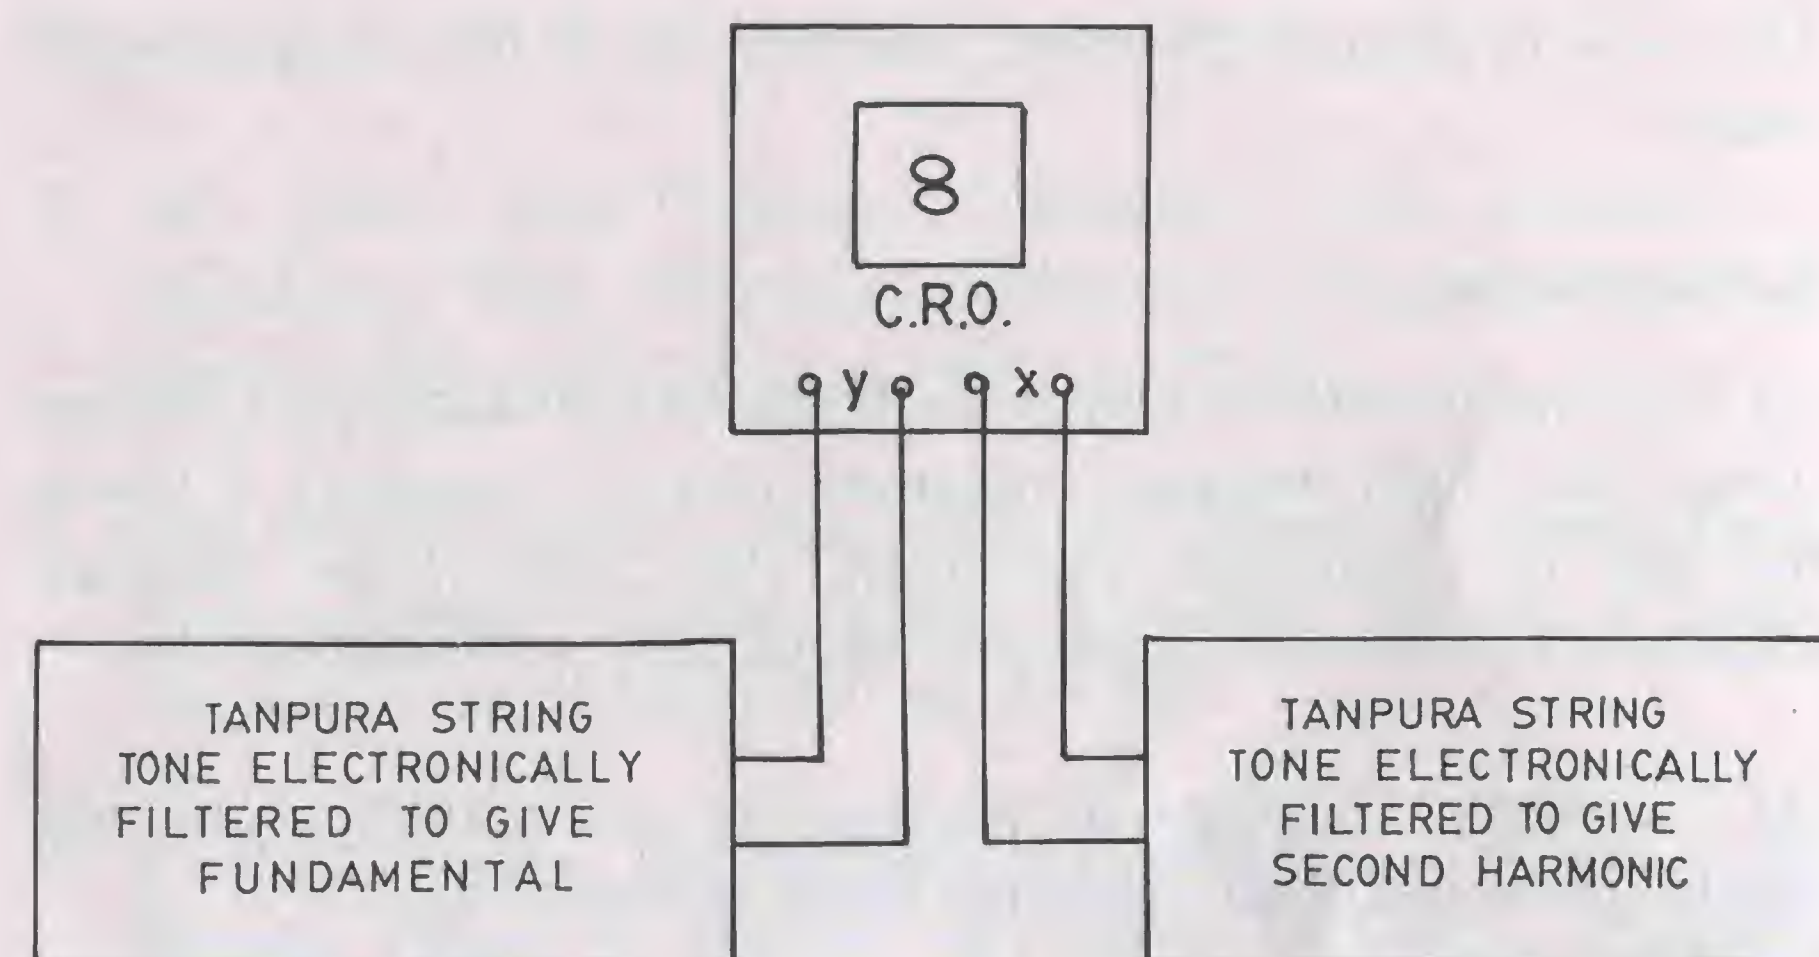 8
C.R.O.
y x
TANPURA STRING
TONE ELECTRONICALLY
FILTERED TO GIVE
FUNDAMENTAL
TANPURA STRING
TONE ELECTRONICALLY
FILTERED TO GIVE
SECOND HARMONIC